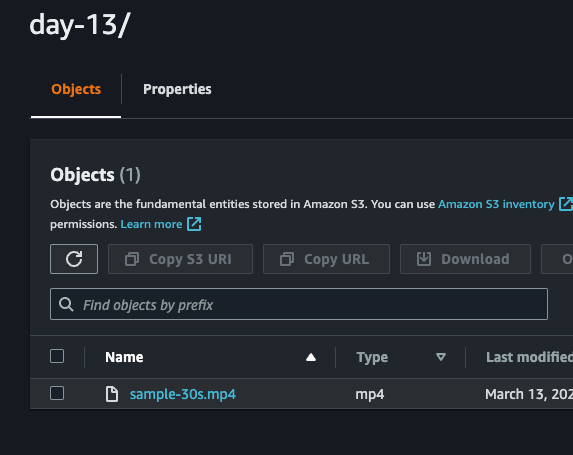 day-13/
Objects Properties
Objects (1)
Objects are the fundamental entities stored in Amazon S3. You can use Amazon S3 inventory
permissions. Learn more
Copy S3 URI Copy URL Download
Find objects by prefix
Name Type Last modified
sample-30s.mp4 mp4 March 13, 202